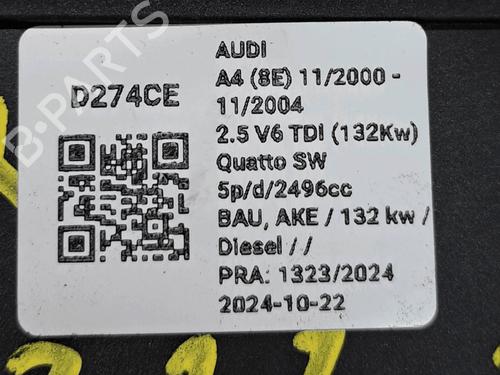 B-PARTS
D274CE
AUDI
A4 (8E) 11/2000 -
11/2004
2.5 V6 TDI (132Kw)
Quatto SW
5p/d/2496cc
BAU, AKE / 132 kw /
Diesel / /
PRA: 1323/2024
2024-10-22